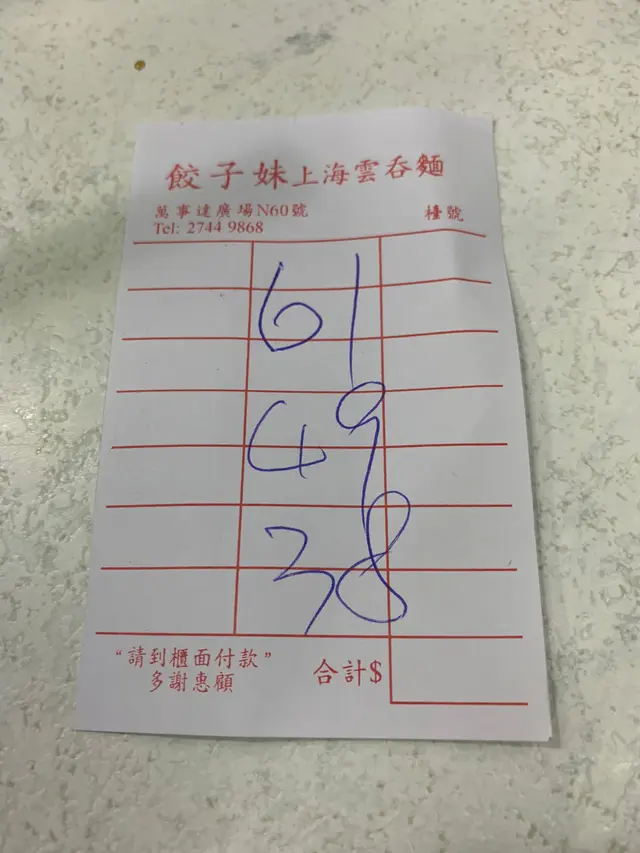 餃子妹上海雲吞麵
萬事達廣場N60號 檯號
Tel: 2744 9868
61
49
38
“請到櫃面付款”
多謝惠顧 合計$